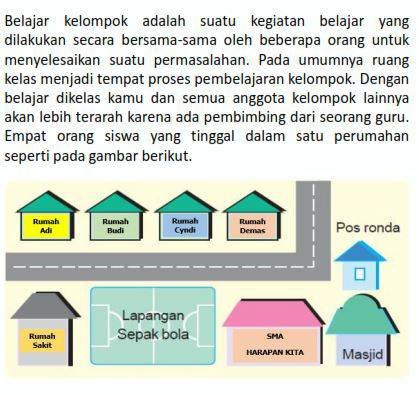 Belajar kelompok adalah suatu kegiatan belajar yang
dilakukan secara bersama-sama oleh beberapa orang untuk
menyelesaikan suatu permasalahan. Pada umumnya ruang
kelas menjadi tempat proses pembelajaran kelompok. Dengan
belajar dikelas kamu dan semua anggota kelompok lainnya
akan lebih terarah karena ada pembimbing dari seorang guru.
Empat orang siswa yang tinggal dalam satu perumahan
seperti pada gambar berikut.
Rumah
Adi
Rumah
Budi
Rumah
Cyndi
Rumah
Demas
Pos ronda
Rumah
Sakit
Lapangan
Sepak bola
SMA
HARAPAN KITA
Masjid